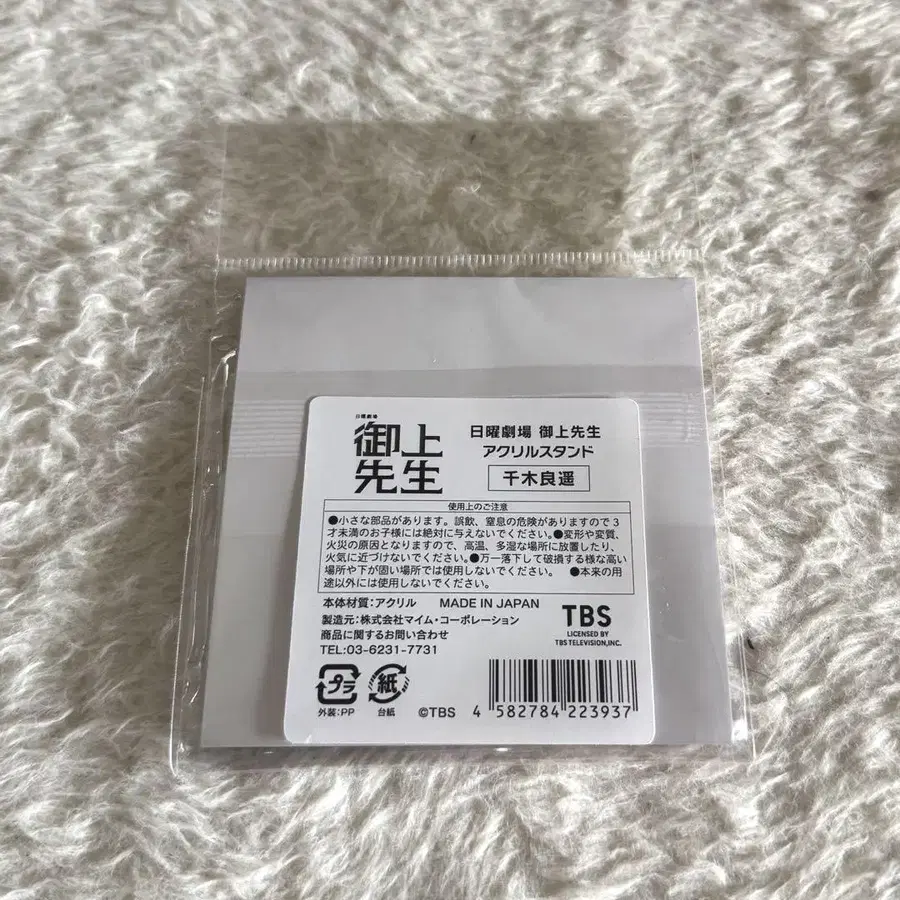 日曜劇場
御上
先生
日曜劇場 御上先生
アクリルスタンド
千木良遥
使用上のご注意
●小さな部品があります。誤飲、窒息の危険がありますので3
才未満のお子様には絶対に与えないでください。●変形や変質、
火災の原因となりますので、高温、多湿な場所に放置したり、
火気に近づけないでください。●万一落下して破損する様な高い
場所や下が固い場所では使用しないでください。 ●本来の用
途以外には使用しないでください。
本体材質:アクリル MADE IN JAPAN
製造元:株式会社マイム・コーポレーション
商品に関するお問い合わせ
TEL:03-6231-7731
TBS
LICENSED BY
TBS TELEVISION,INC.
プラ
紙
外装:PP 台紙 ©TBS 4 582784 223937